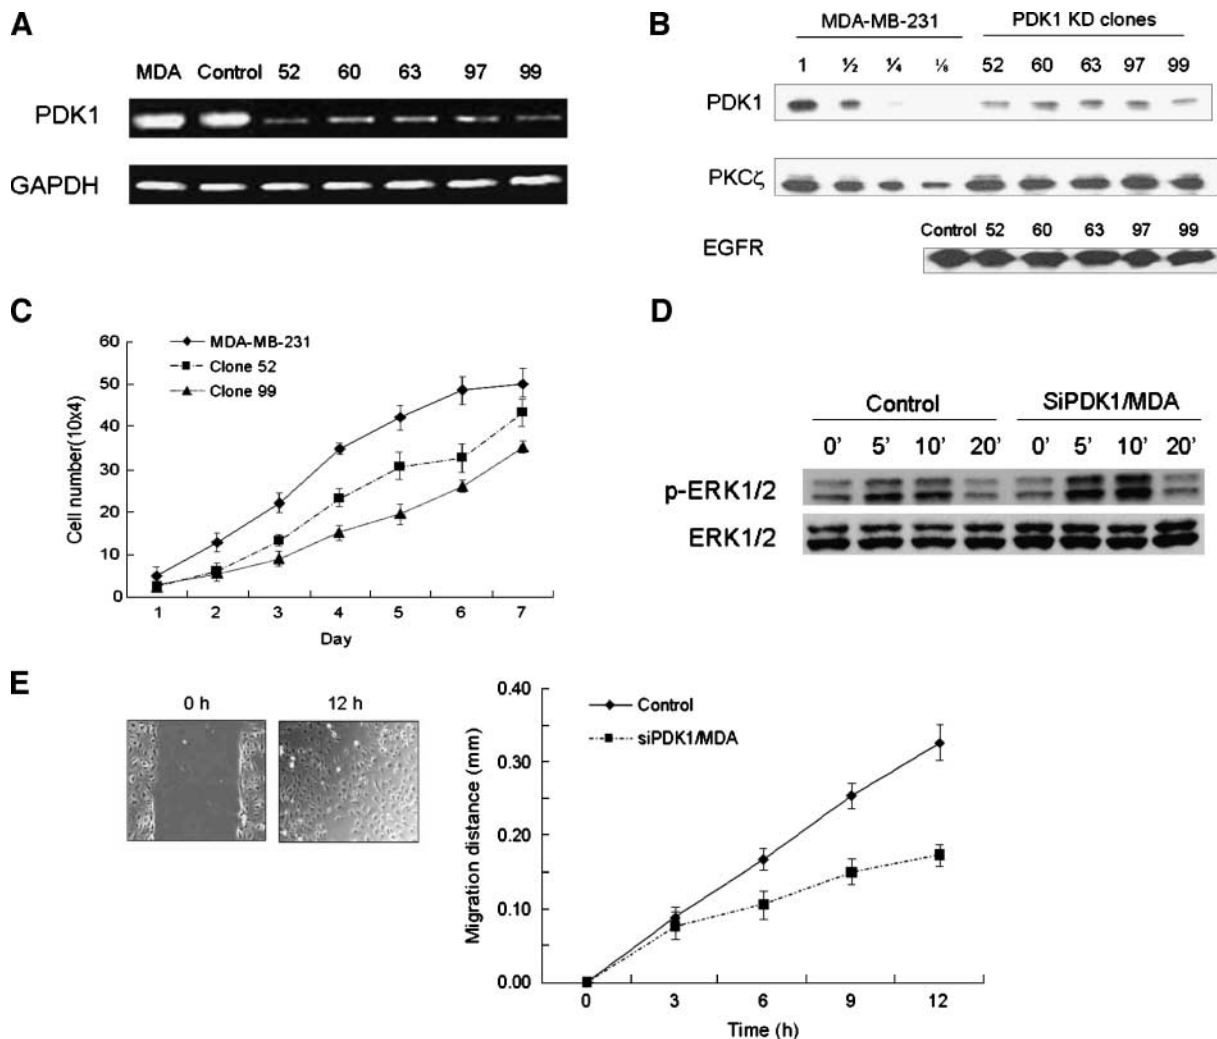 A
MDA Control 52 60 63 97 99
PDK1
GAPDH
B
MDA-MB-231 PDK1 KD clones
1 ½ ¼ ⅛ 52 60 63 97 99
PDK1
PKCζ
Control 52 60 63 97 99
EGFR
C
MDA-MB-231
Clone 52
Clone 99
60
50
40
30
20
10
0
Cell number(10x4)
1 2 3 4 5 6 7
Day
D
Control SiPDK1/MDA
0' 5' 10' 20' 0' 5' 10' 20'
p-ERK1/2
ERK1/2
E
0 h 12 h
Control
siPDK1/MDA
0.40
0.30
0.20
0.10
0.00
Migration distance (mm)
0 3 6 9 12
Time (h)